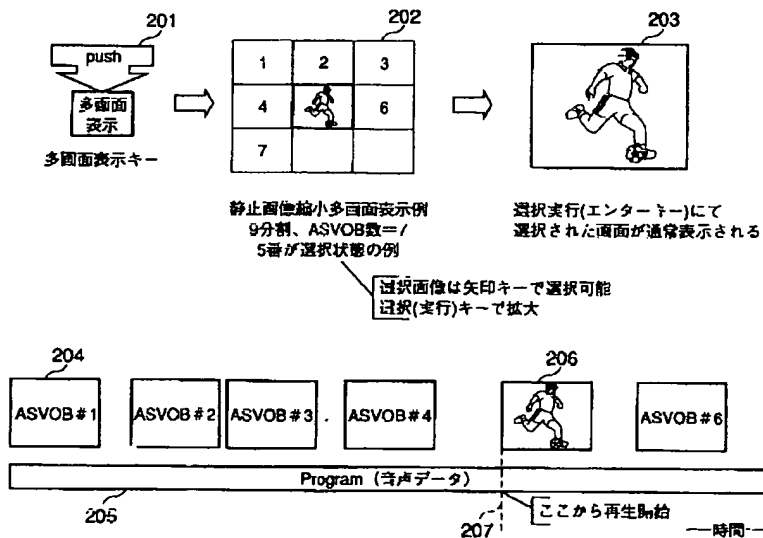 201
push
多画面
表示
多画面表示キー
202
1
2
3
4
6
7
静止画像縮小多画面表示例
9分割、ASVOB数=7
5番が選択状態の例
選択画像は矢印キーで選択可能
選択(実行)キーで拡大
203
選択実行(エンターキー)にて
選択された画面が通常表示される
204
ASVOB#1
ASVOB#2
ASVOB#3
ASVOB#4
206
ASVOB#6
Program (音声データ)
205
207
ここから再生開始
時間